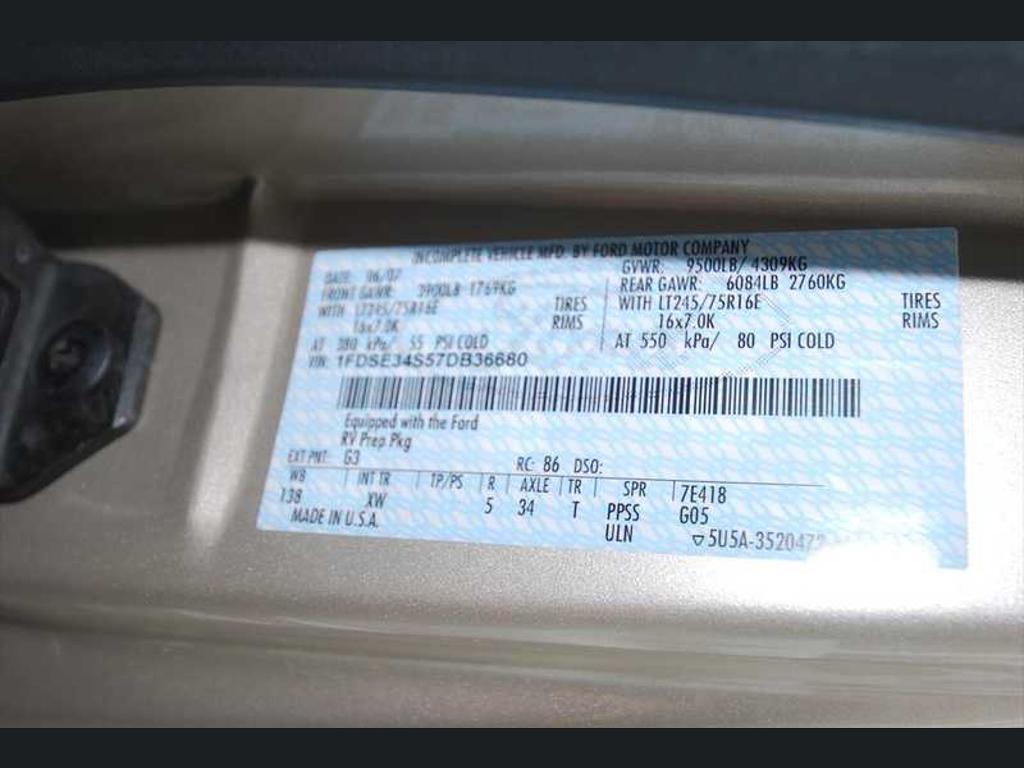 INCOMPLETE VEHICLE MFD. BY FORD MOTOR COMPANY
DATE: 06/07 GVWR: 9500LB/ 4309KG
FRONT GAWR: 3900LB 1769KG REAR GAWR: 6084LB 2760KG
WITH LT245/75R16E TIRES WITH LT245/75R16E TIRES
16x7.0K RIMS 16x7.0K RIMS
AT 380 kPa/ 55 PSI COLD AT 550 kPa/ 80 PSI COLD
VIN: 1FDSE34S57DB36680
Equipped with the Ford
RV Prep Pkg
EXT PNT: G3 RC: 86 DSO:
WB INT TR TP/PS R AXLE TR SPR 7E418
138 XW 5 34 T PPSS G05
MADE IN U.S.A. ULN ▽5U5A-3520472